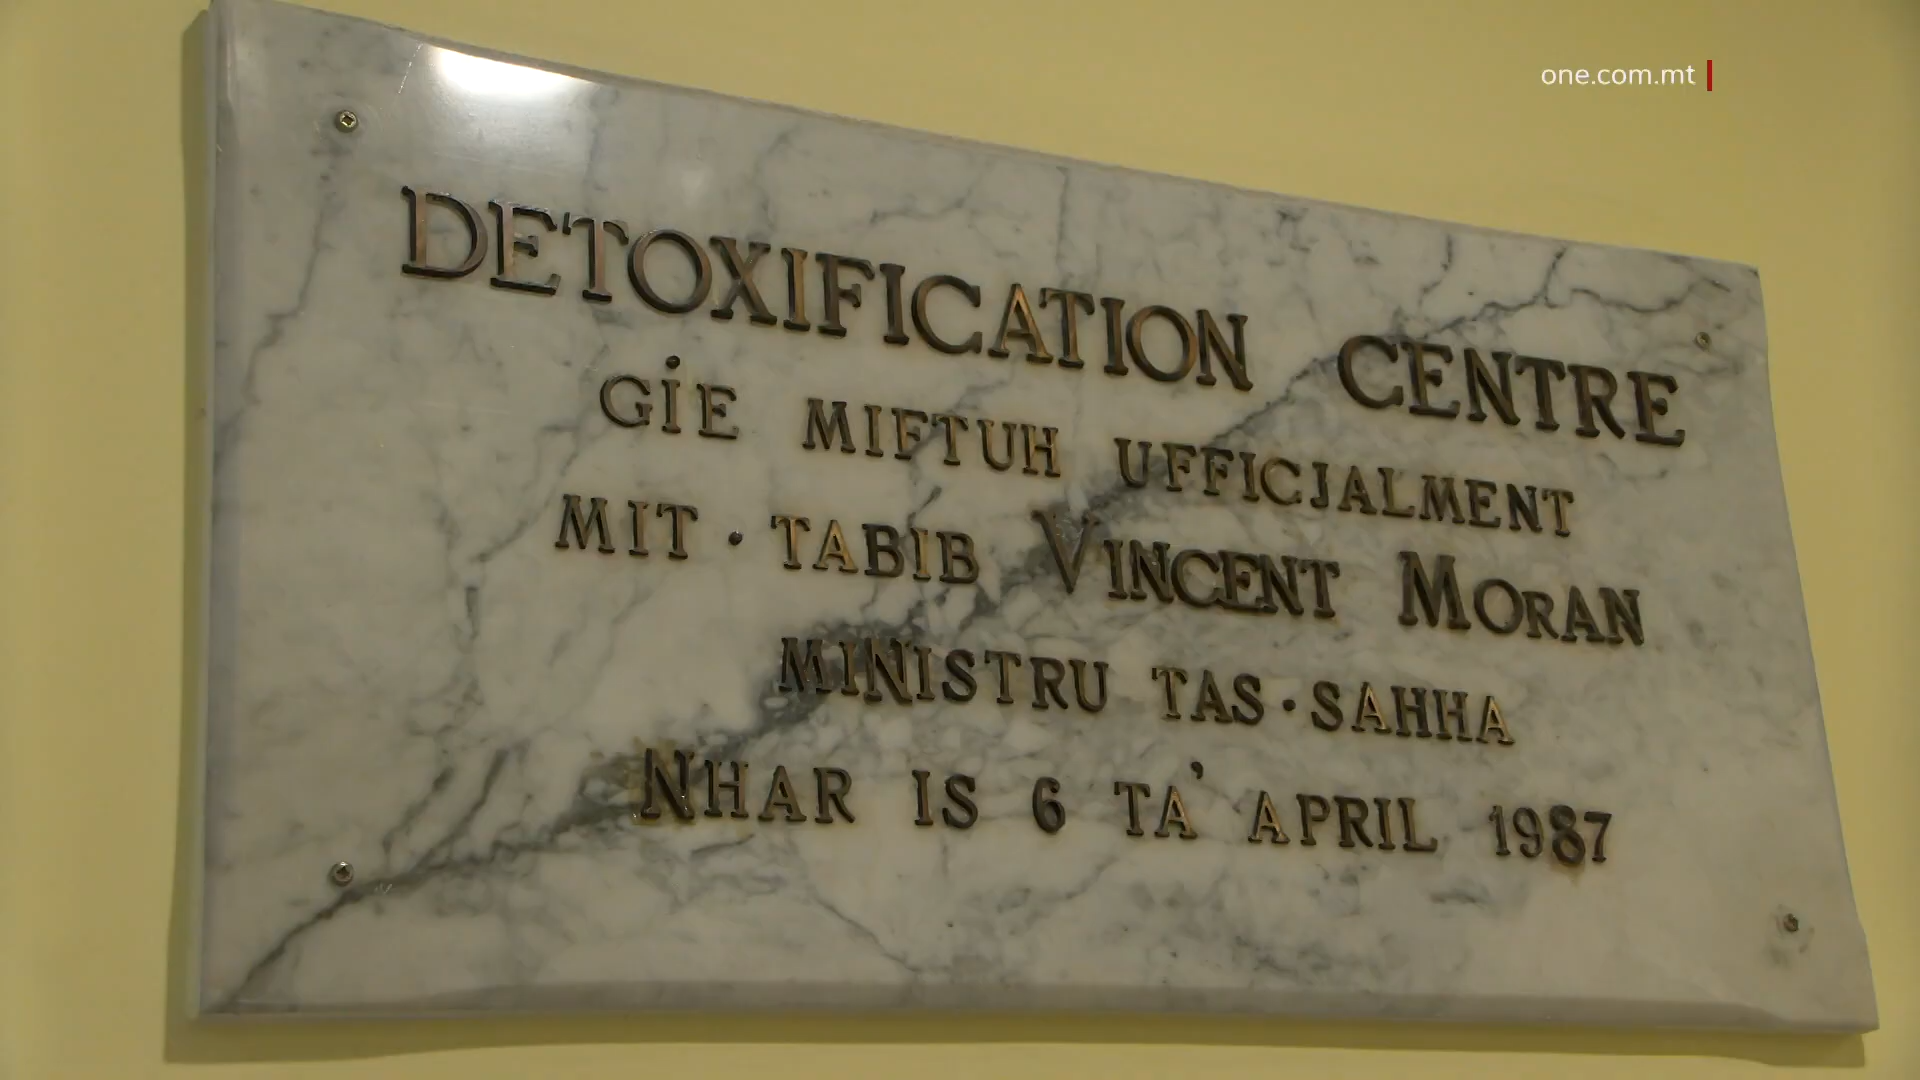 one.com.mt
DETOXIFICATION CENTRE
GİE MIFTUH UFFICJALMENT
MIT · TABIB VINCENT MORAN
MINISTRU TAS · SAHHA
NHAR IS 6 TA' APRIL 1987